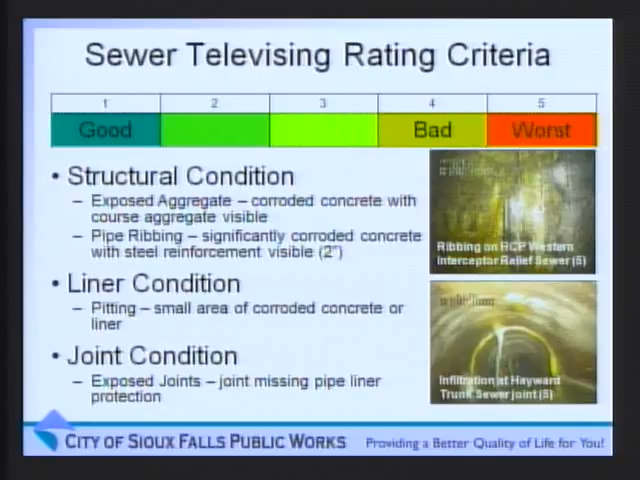 Sewer Televising Rating Criteria
1 2 3 4 5
Good Bad Worst
• Structural Condition
– Exposed Aggregate – corroded concrete with
course aggregate visible
– Pipe Ribbing – significantly corroded concrete
with steel reinforcement visible (2")
Ribbing on RCP Western
Interceptor Relief Sewer (5)
• Liner Condition
– Pitting – small area of corroded concrete or
liner
• Joint Condition
– Exposed Joints – joint missing pipe liner
protection
Infiltration at Hayward
Trunk Sewer joint (5)
CITY OF SIOUX FALLS PUBLIC WORKS Providing a Better Quality of Life for You!